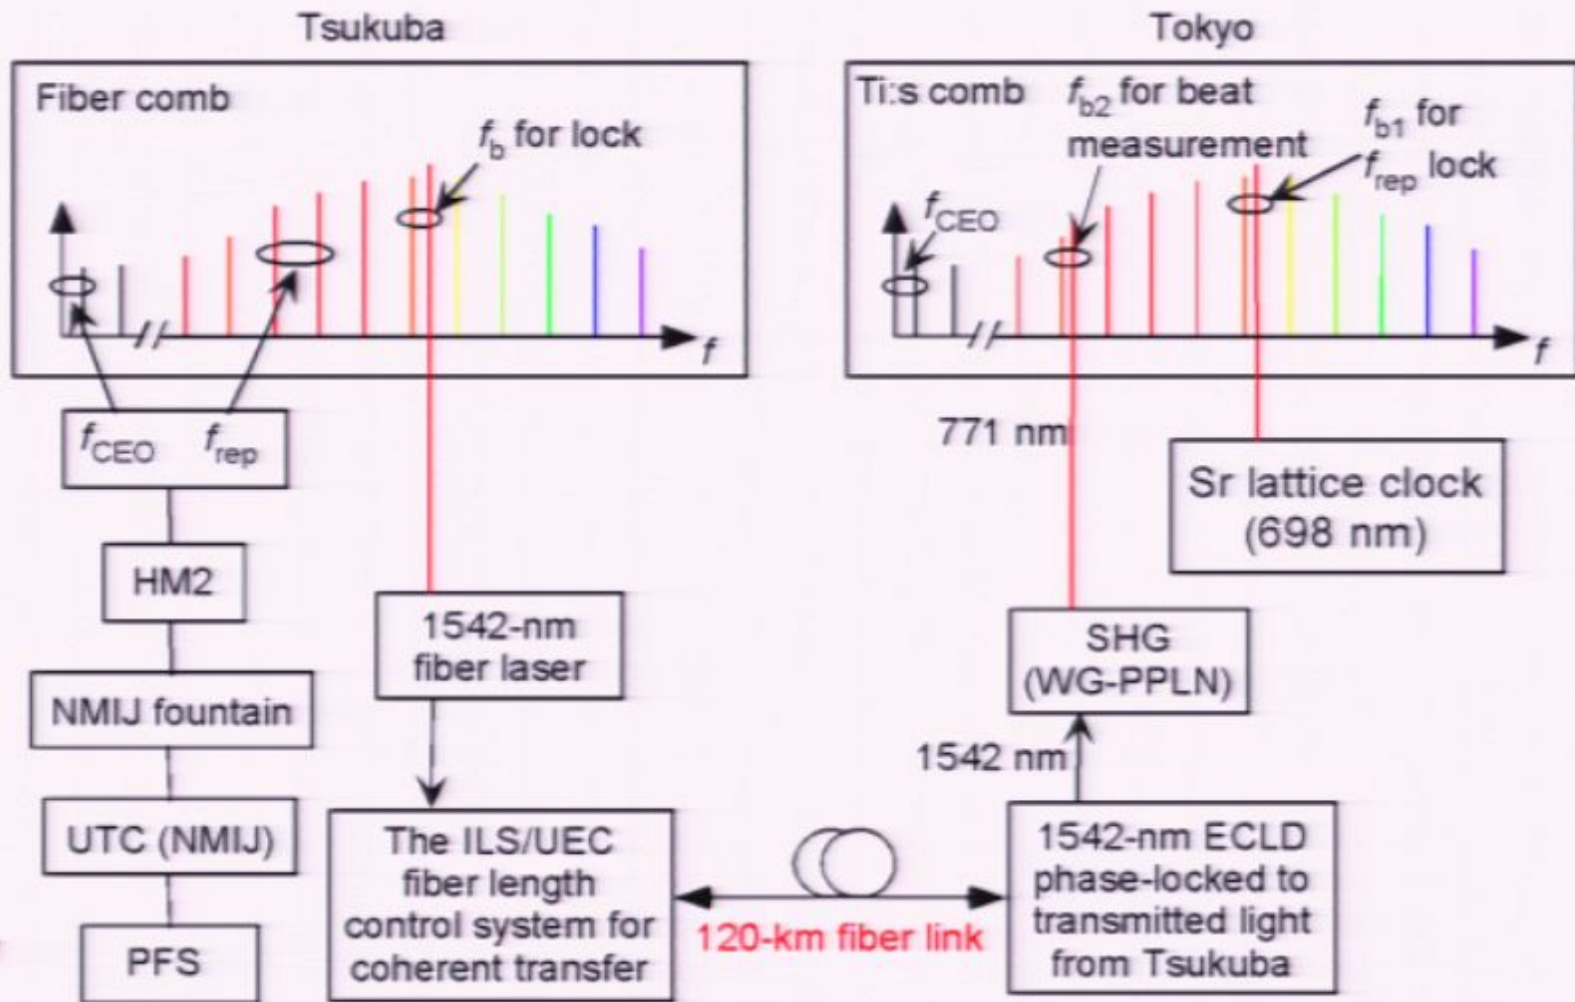 Tsukuba
Fiber comb
f_b for lock
f
f_CEO f_rep
HM2
NMIJ fountain
UTC (NMIJ)
PFS
1542-nm
fiber laser
The ILS/UEC
fiber length
control system for
coherent transfer
120-km fiber link
Tokyo
Ti:s comb
f_b2 for beat
measurement
f_b1 for
f_rep lock
f_CEO
f
771 nm
Sr lattice clock
(698 nm)
SHG
(WG-PPLN)
1542 nm
1542-nm ECLD
phase-locked to
transmitted light
from Tsukuba